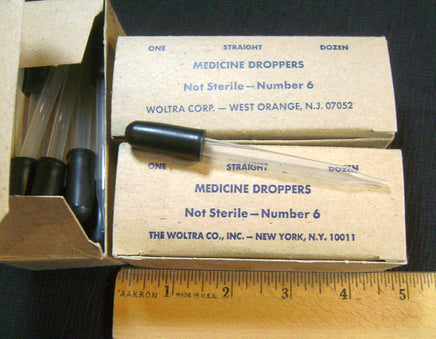 ONE STRAIGHT DOZEN
MEDICINE DROPPERS
Not Sterile — Number 6
WOLTRA CORP. — WEST ORANGE, N.J. 07052
ONE STRAIGHT DOZEN
MEDICINE DROPPERS
Not Sterile — Number 6
THE WOLTRA CO., INC. — NEW YORK, N.Y. 10011
AAKRON 1 MADE IN U.S.A. 2 3 4 5